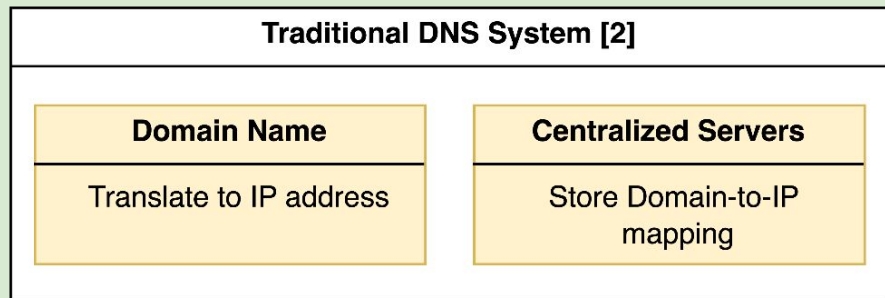 Traditional DNS System [2]
Domain Name
Translate to IP address
Centralized Servers
Store Domain-to-IP
mapping